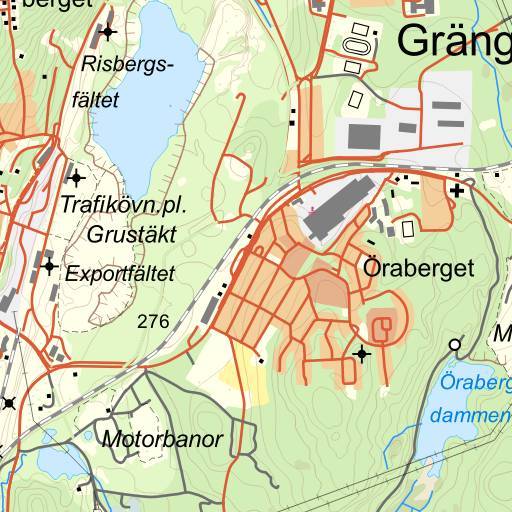 berget
Gräng
Risbergs-
fältet
Trafikövn.pl.
Grustäkt
Exportfältet
Öraberget
276
M
Öraberg
dammen
Motorbanor